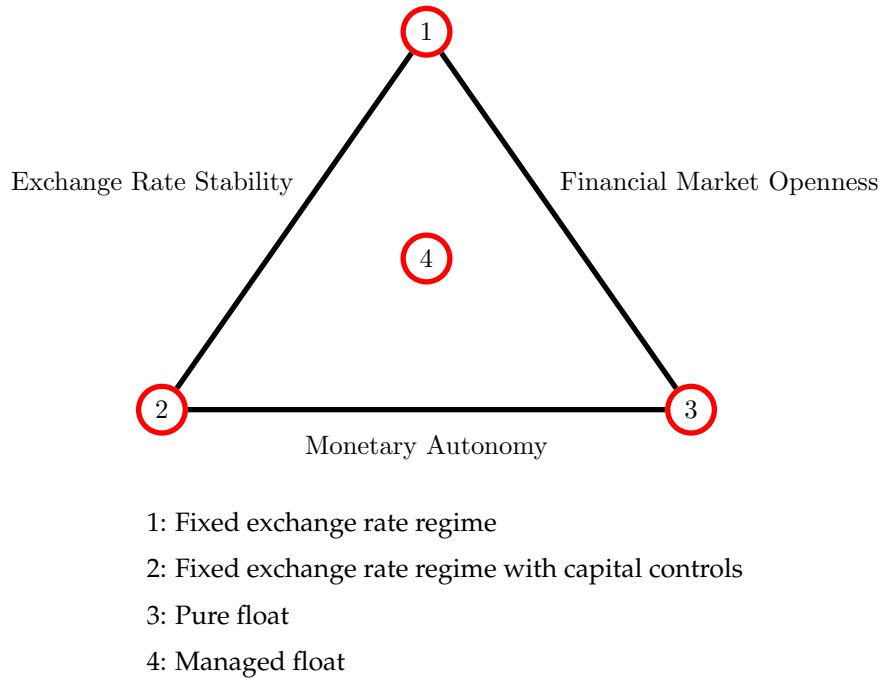 1
Exchange Rate Stability
Financial Market Openness
4
2
3
Monetary Autonomy
1: Fixed exchange rate regime
2: Fixed exchange rate regime with capital controls
3: Pure float
4: Managed float